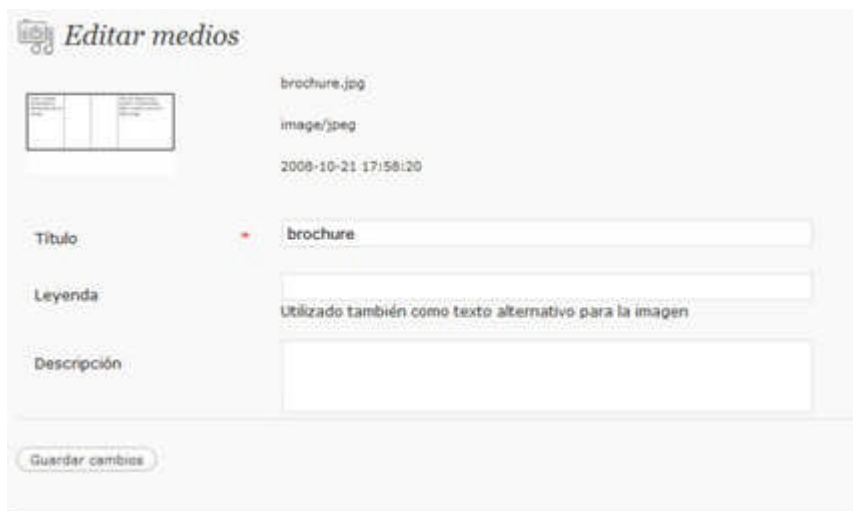 Editar medios
brochure.jpg
image/jpeg
2008-10-21 17:58:20
Título *
brochure
Leyenda
Utilizado también como texto alternativo para la imagen
Descripción
Guardar cambios